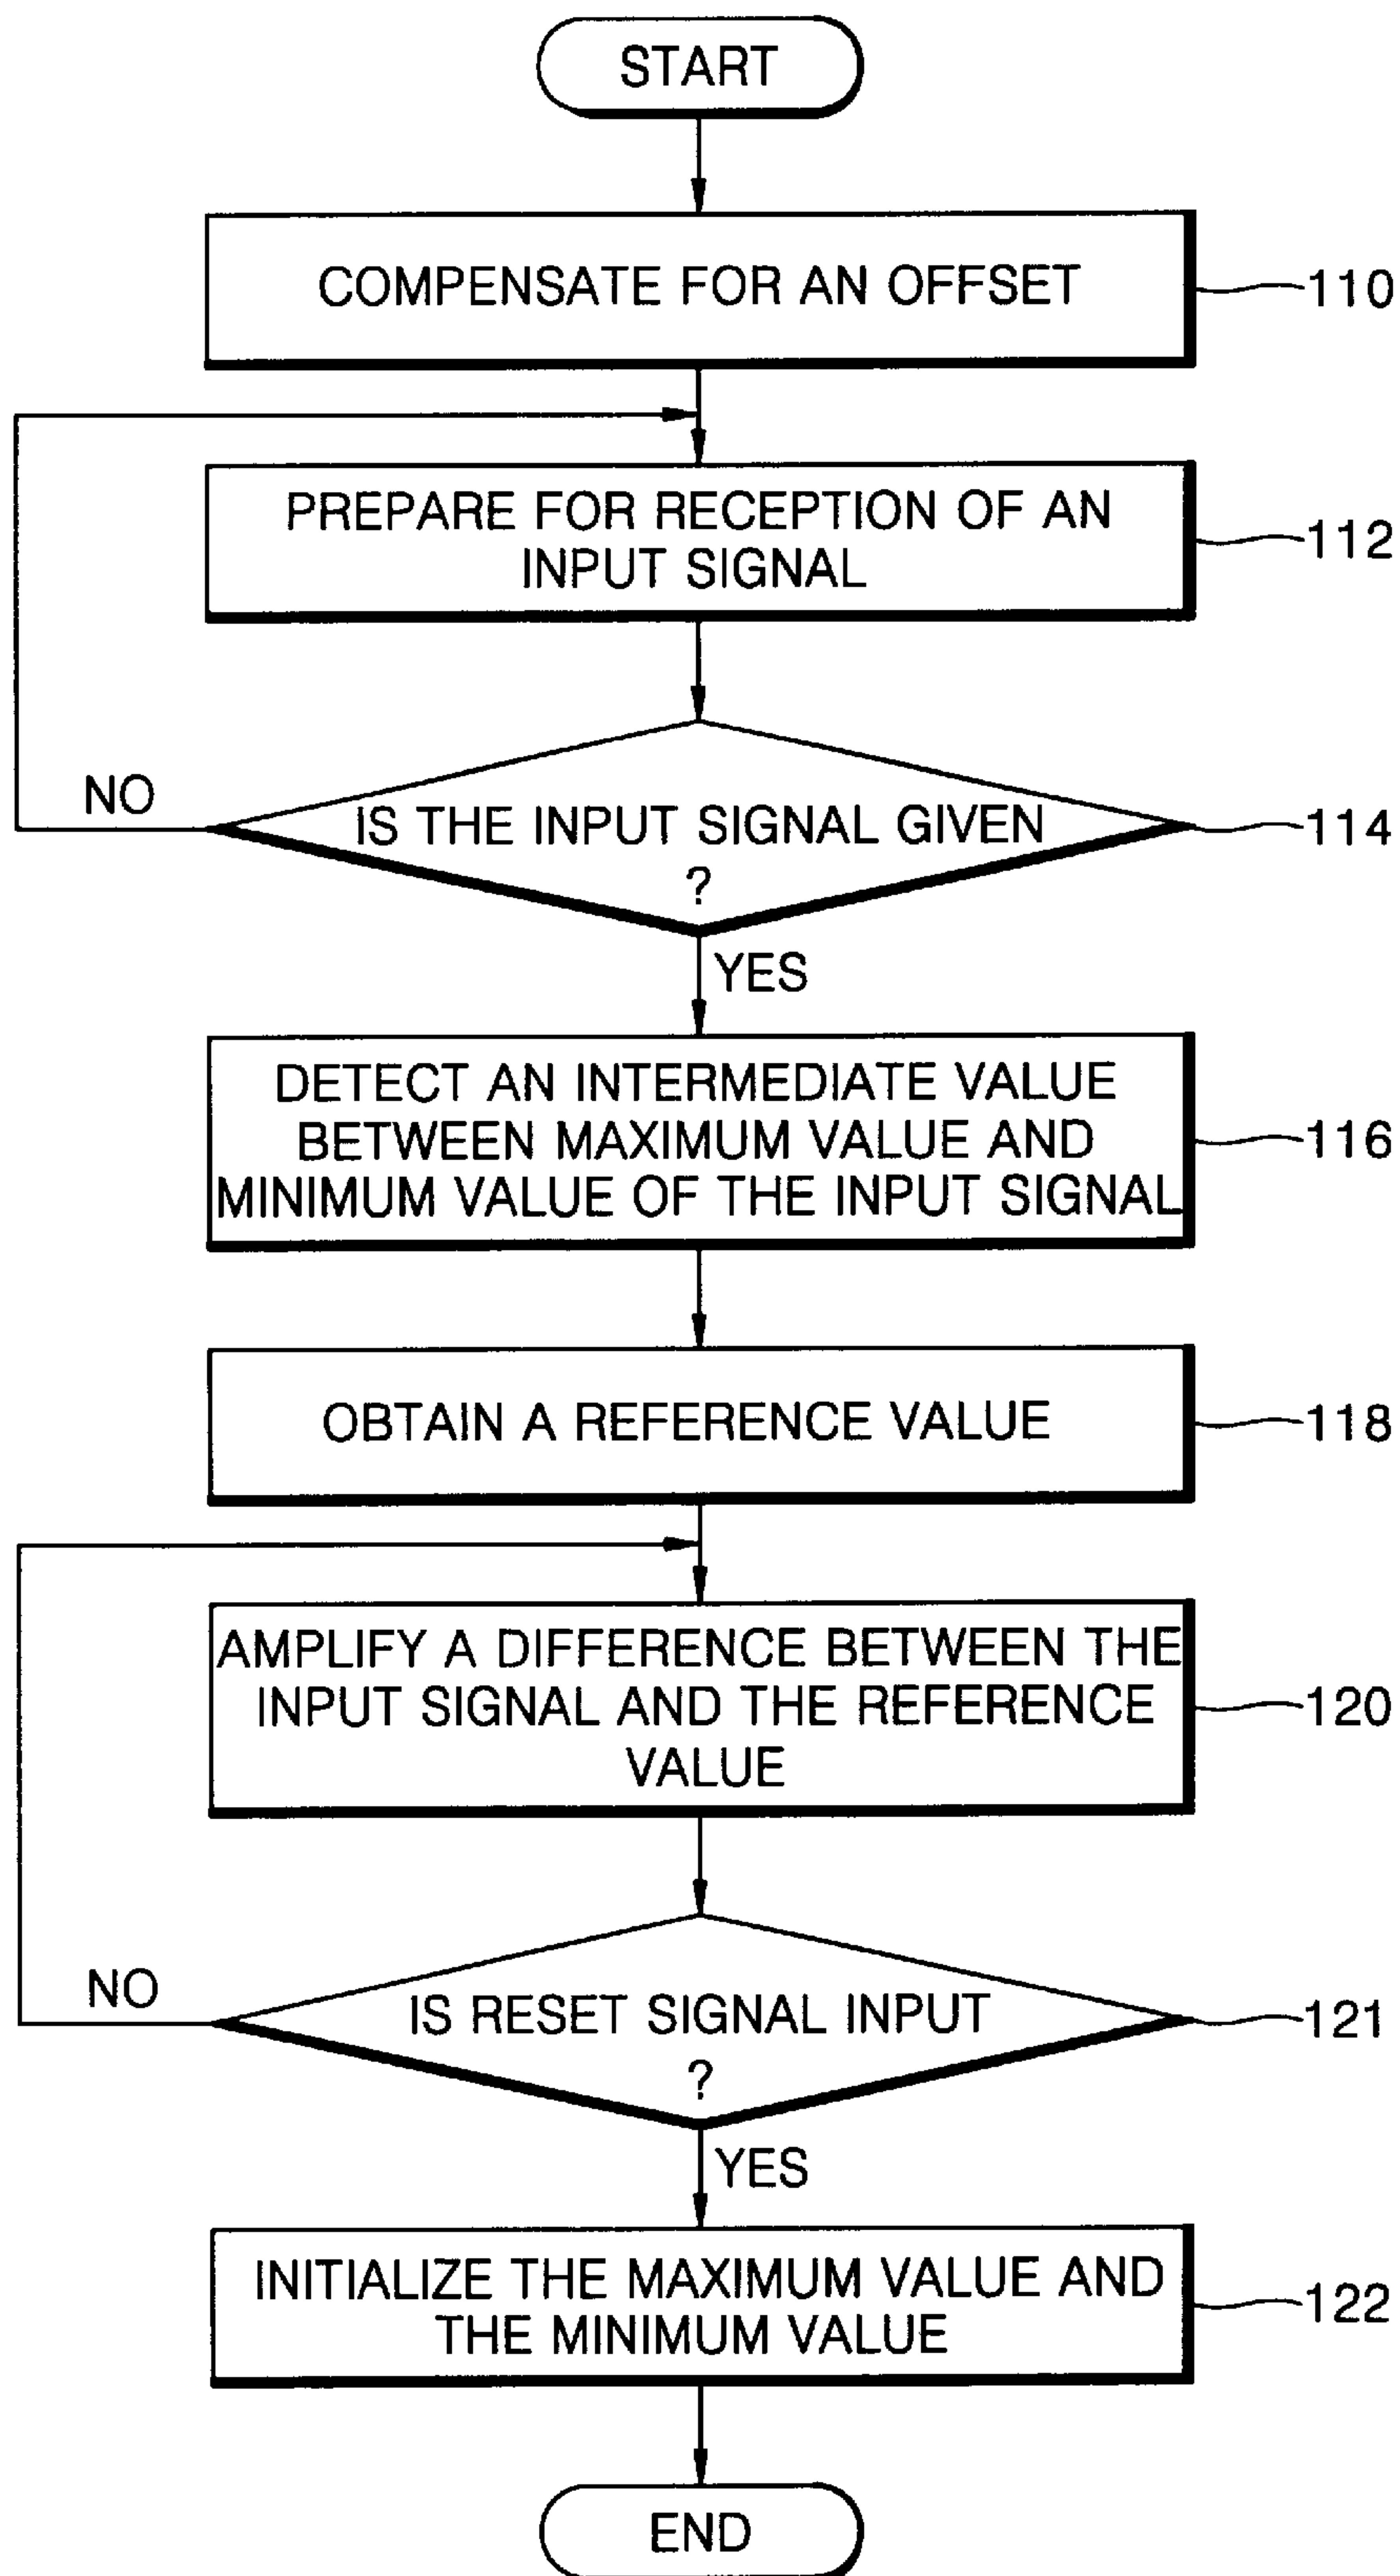 START
COMPENSATE FOR AN OFFSET
110
PREPARE FOR RECEPTION OF AN
INPUT SIGNAL
112
NO
IS THE INPUT SIGNAL GIVEN
?
114
YES
DETECT AN INTERMEDIATE VALUE
BETWEEN MAXIMUM VALUE AND
MINIMUM VALUE OF THE INPUT SIGNAL
116
OBTAIN A REFERENCE VALUE
118
AMPLIFY A DIFFERENCE BETWEEN THE
INPUT SIGNAL AND THE REFERENCE
VALUE
120
NO
IS RESET SIGNAL INPUT
?
121
YES
INITIALIZE THE MAXIMUM VALUE AND
THE MINIMUM VALUE
122
END